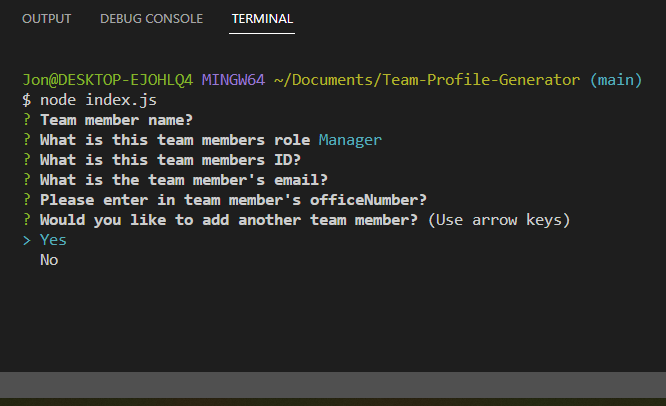 OUTPUT DEBUG CONSOLE TERMINAL
Jon@DESKTOP-EJOHLQ4 MINGW64 ~/Documents/Team-Profile-Generator (main)
$ node index.js
? Team member name?
? What is this team members role Manager
? What is this team members ID?
? What is the team member's email?
? Please enter in team member's officeNumber?
? Would you like to add another team member? (Use arrow keys)
> Yes
No